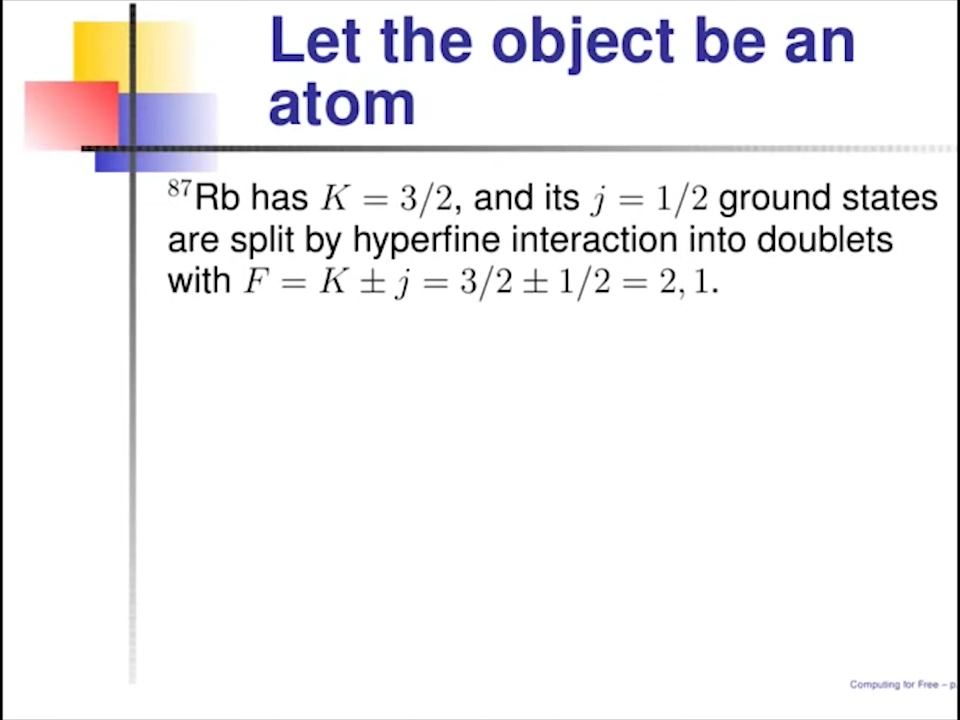 Let the object be an
atom
⁸⁷Rb has K = 3/2, and its j = 1/2 ground states
are split by hyperfine interaction into doublets
with F = K ± j = 3/2 ± 1/2 = 2, 1.
Computing for Free – p.